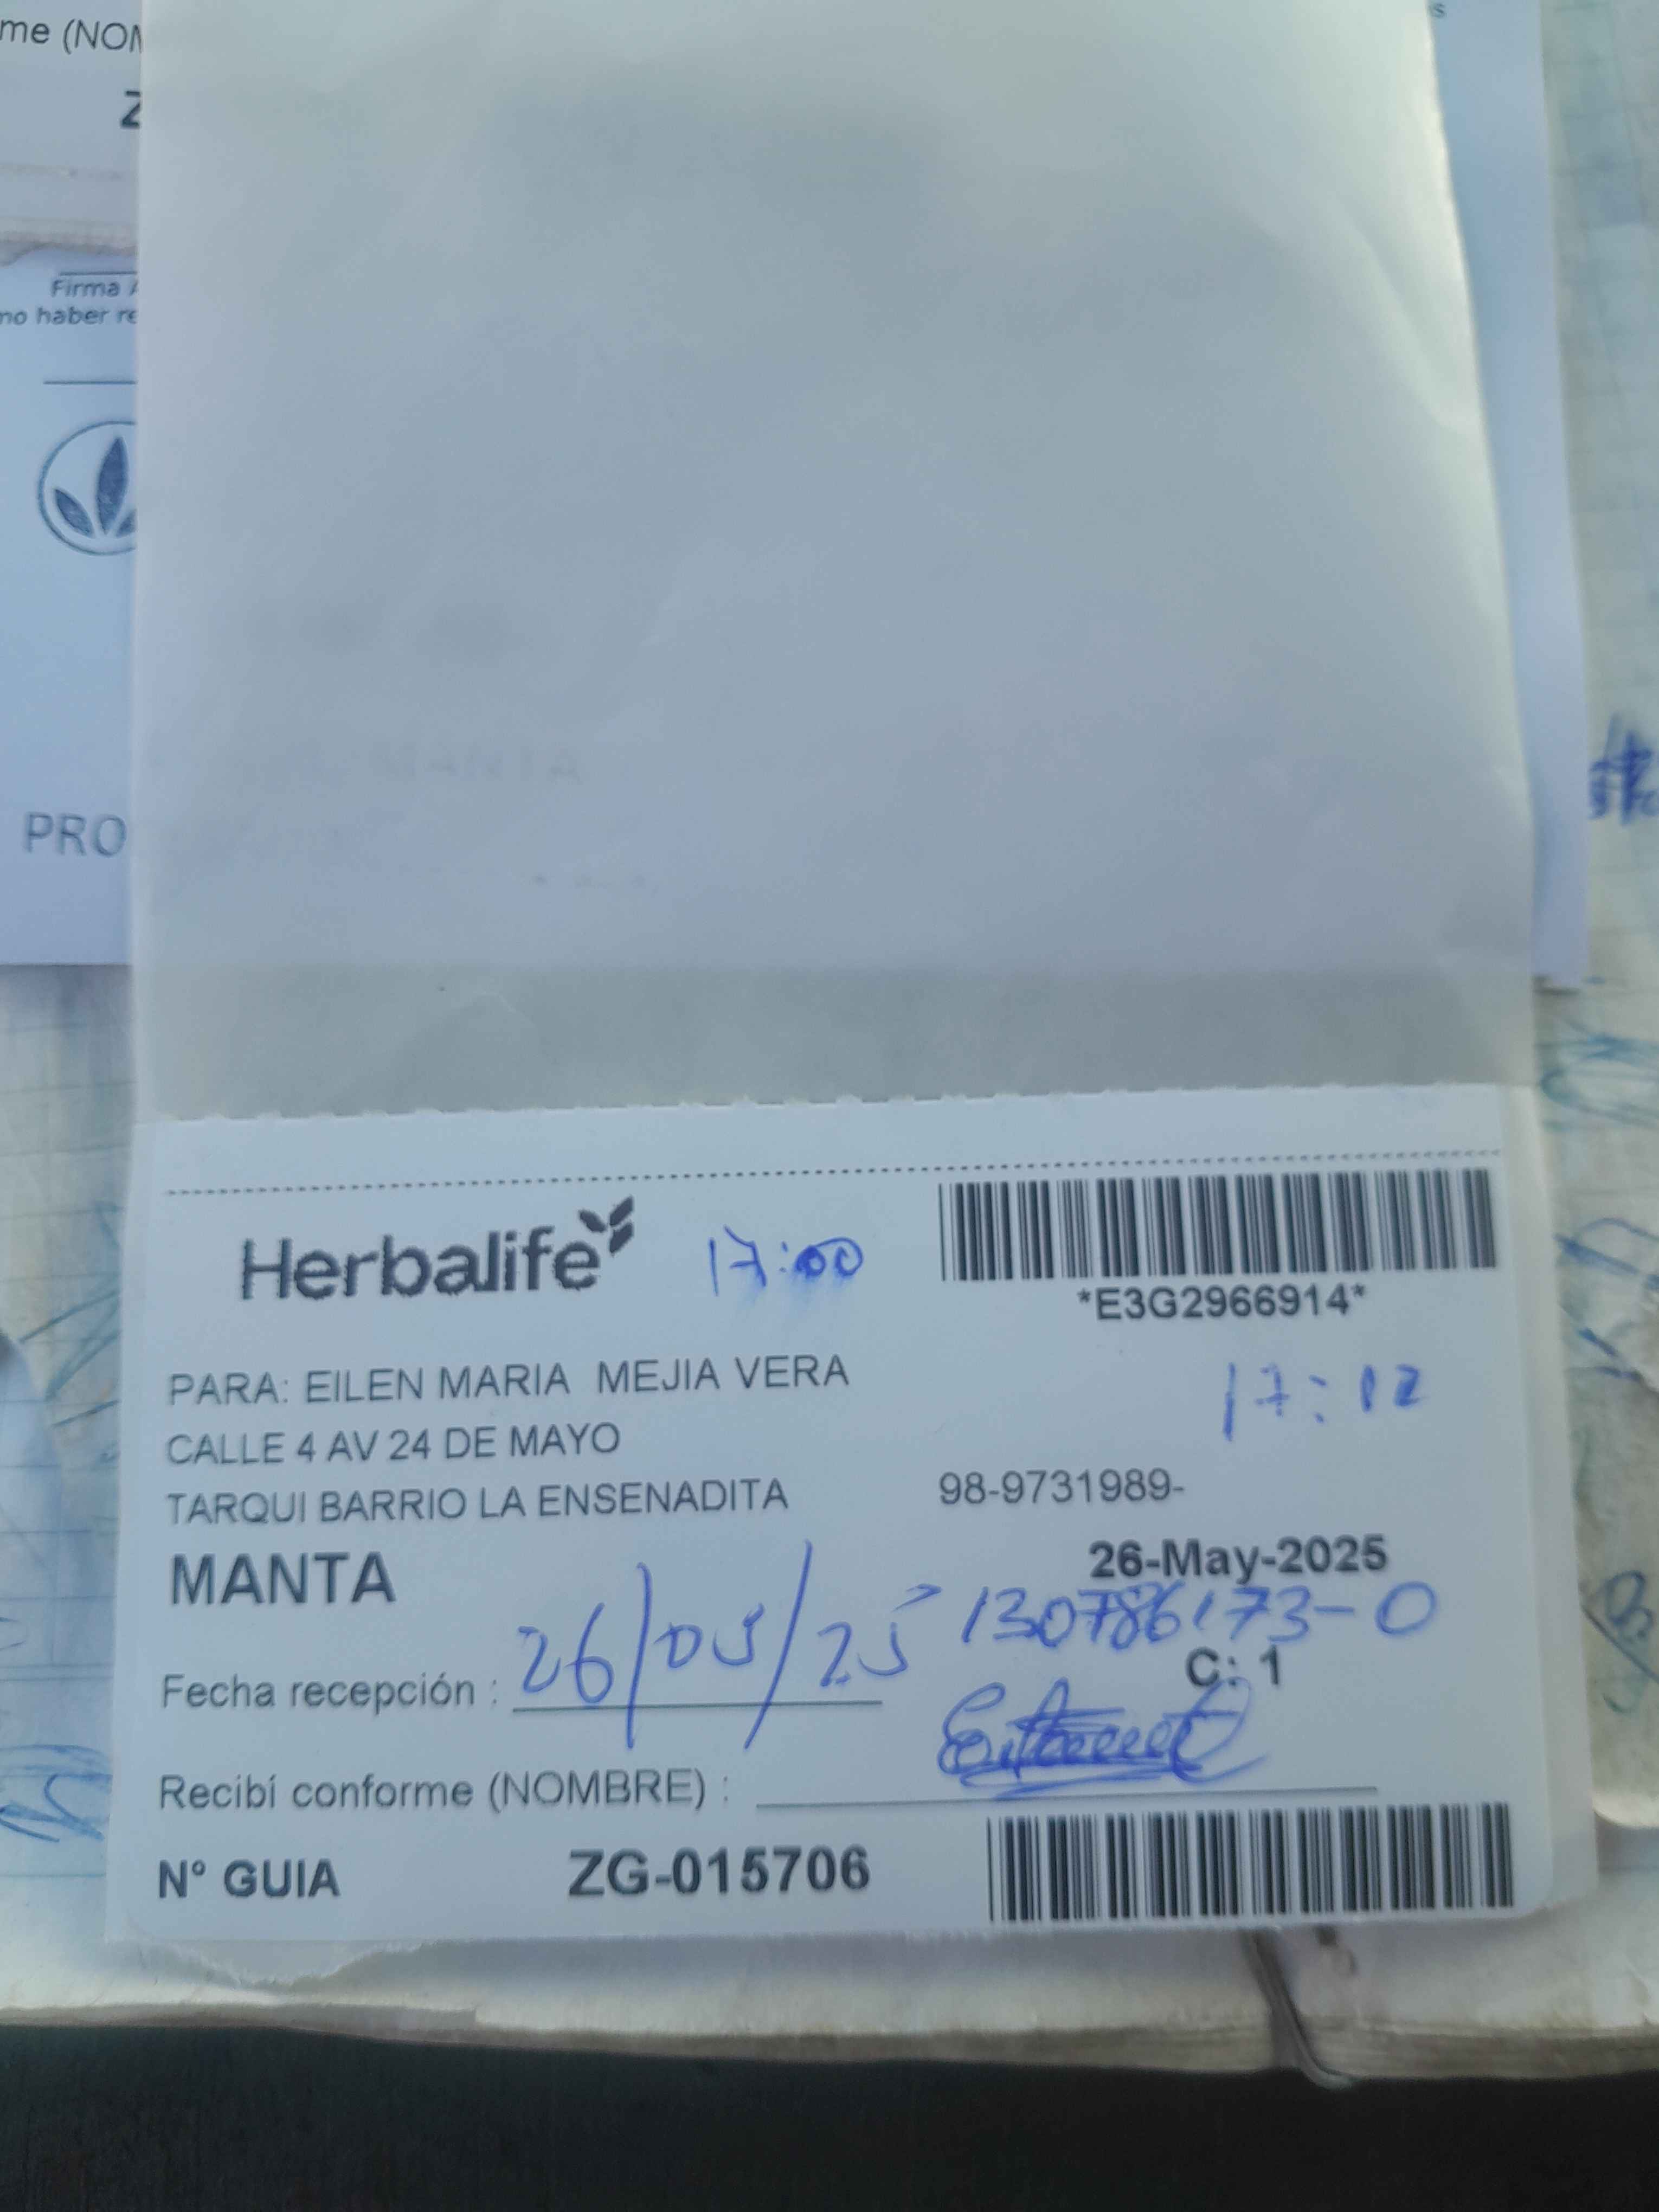 me (NOM
Z
Firma
no haber re
PRO
MANTA
Herbalife 17:00
*E3G2966914*
PARA: EILEN MARIA MEJIA VERA
17:12
CALLE 4 AV 24 DE MAYO
TARQUI BARRIO LA ENSENADITA 98-9731989-
MANTA 26-May-2025
130786173-0
Fecha recepción : 26/05/25
C: 1
Recibí conforme (NOMBRE) :
Nº GUIA ZG-015706